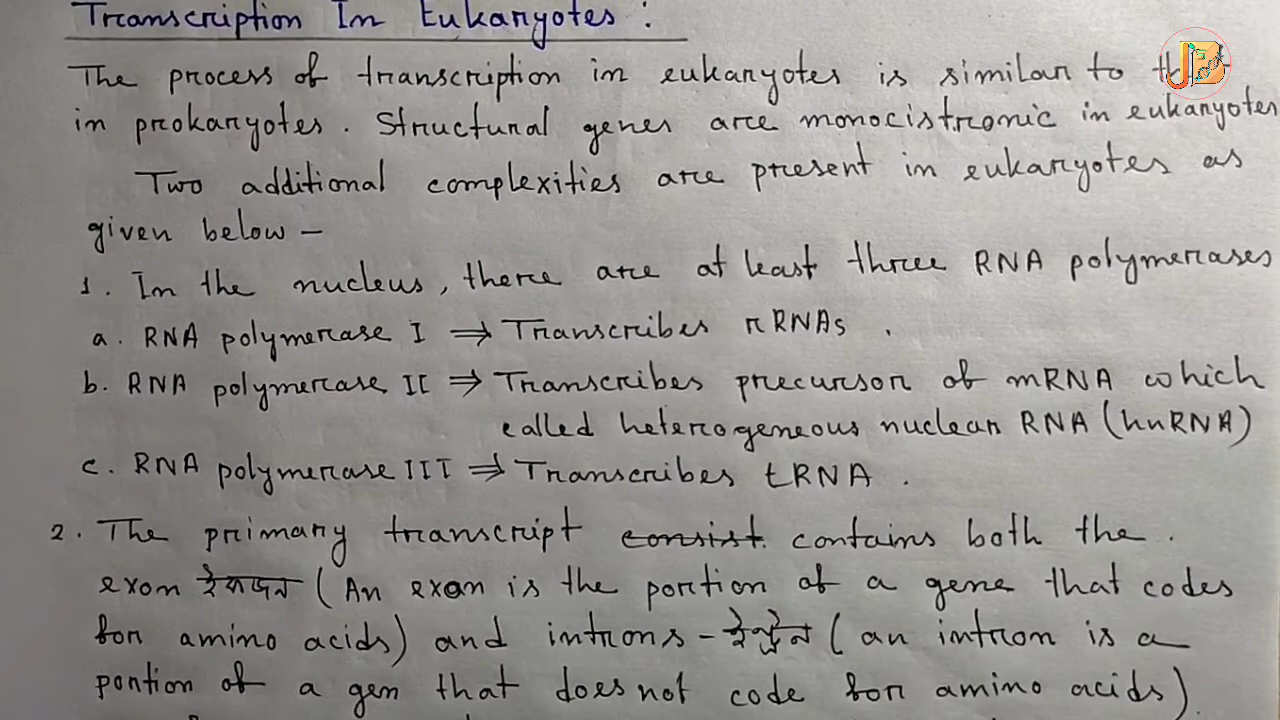 Transcription In Eukaryotes :
The process of transcription in eukaryotes is similar to that
in prokaryotes. Structural genes are monocistronic in eukaryotes
Two additional complexities are present in eukaryotes as
given below –
1. In the nucleus, there are at least three RNA polymerases
a. RNA polymerase I ⇒ Transcribes rRNAs .
b. RNA polymerase II ⇒ Transcribes precursor of mRNA which
called heterogeneous nuclear RNA (hnRNA)
c. RNA polymerase III ⇒ Transcribes tRNA .
2. The primary transcript consist. contains both the .
exon (An exon is the portion of a gene that codes
for amino acids) and introns - (an intron is a
portion of a gen that does not code for amino acids)